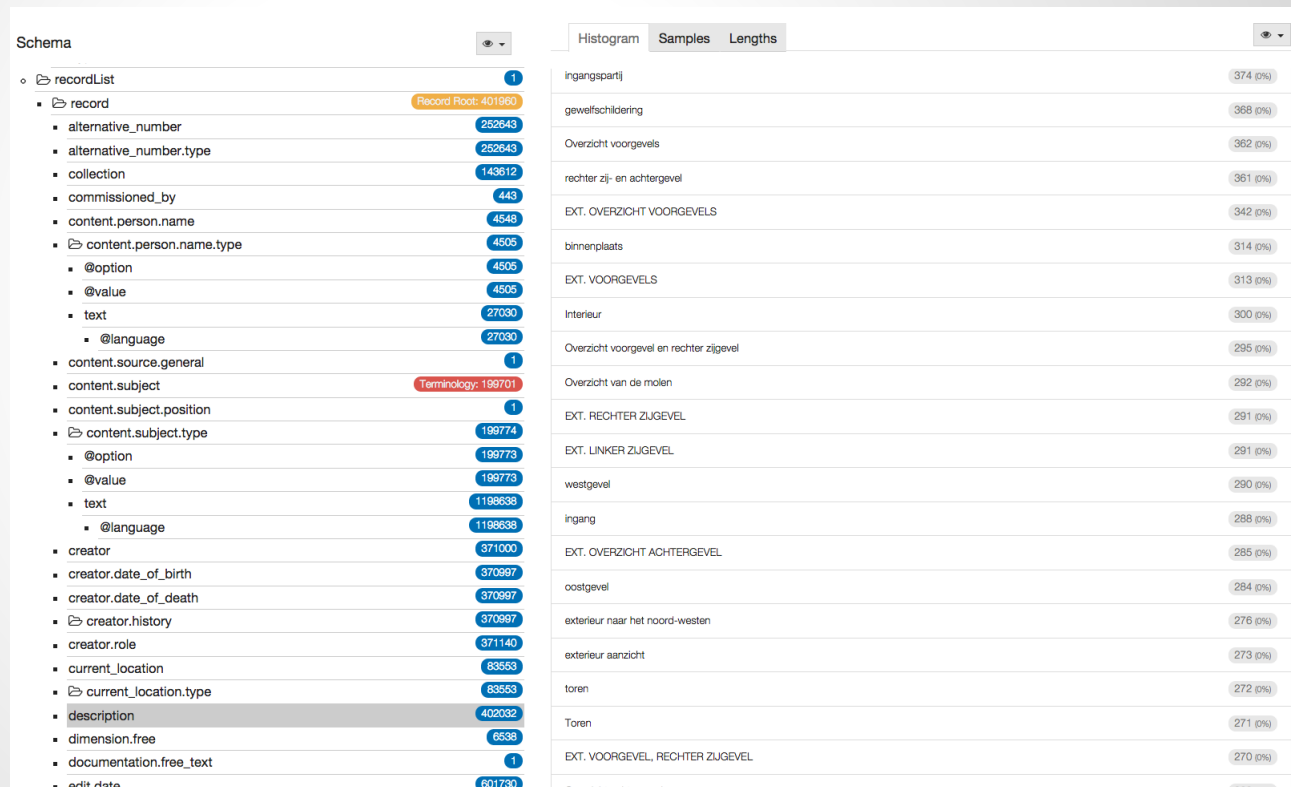 Schema
recordList 1
record Record Root: 401960
alternative_number 252643
alternative_number.type 252643
collection 143612
commissioned_by 443
content.person.name 4548
content.person.name.type 4505
@option 4505
@value 4505
text 27030
@language 27030
content.source.general 1
content.subject Terminology: 199701
content.subject.position 1
content.subject.type 199774
@option 199773
@value 199773
text 1198638
@language 1198638
creator 371000
creator.date_of_birth 370997
creator.date_of_death 370997
creator.history 370997
creator.role 371140
current_location 83553
current_location.type 83553
description 402032
dimension.free 6538
documentation.free_text 1
edit.date 601730
Histogram Samples Lengths
ingangspartij 374 (0%)
gewelfschildering 368 (0%)
Overzicht voorgevels 362 (0%)
rechter zij- en achtergevel 361 (0%)
EXT. OVERZICHT VOORGEVELS 342 (0%)
binnenplaats 314 (0%)
EXT. VOORGEVELS 313 (0%)
Interieur 300 (0%)
Overzicht voorgevel en rechter zijgevel 295 (0%)
Overzicht van de molen 292 (0%)
EXT. RECHTER ZIJGEVEL 291 (0%)
EXT. LINKER ZIJGEVEL 291 (0%)
westgevel 290 (0%)
ingang 288 (0%)
EXT. OVERZICHT ACHTERGEVEL 285 (0%)
oostgevel 284 (0%)
exterieur naar het noord-westen 276 (0%)
exterieur aanzicht 273 (0%)
toren 272 (0%)
Toren 271 (0%)
EXT. VOORGEVEL, RECHTER ZIJGEVEL 270 (0%)